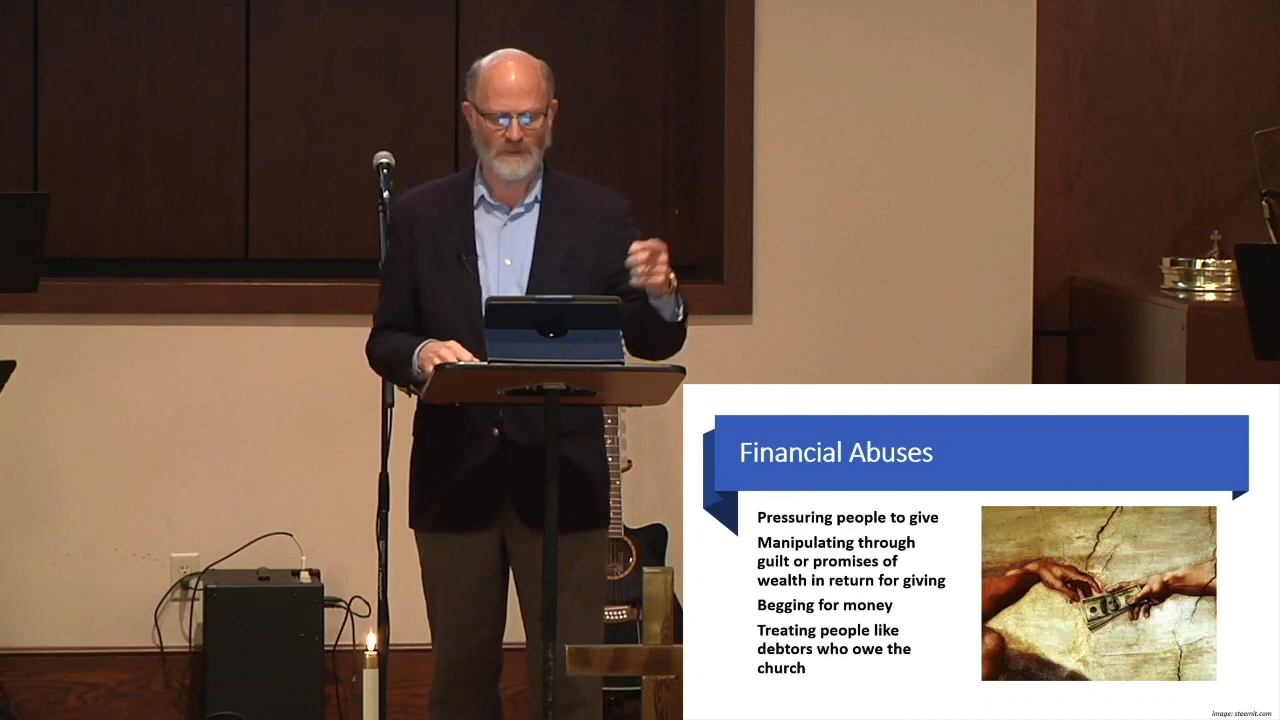 Financial Abuses
Pressuring people to give
Manipulating through
guilt or promises of
wealth in return for giving
Begging for money
Treating people like
debtors who owe the
church
Image: steemit.com